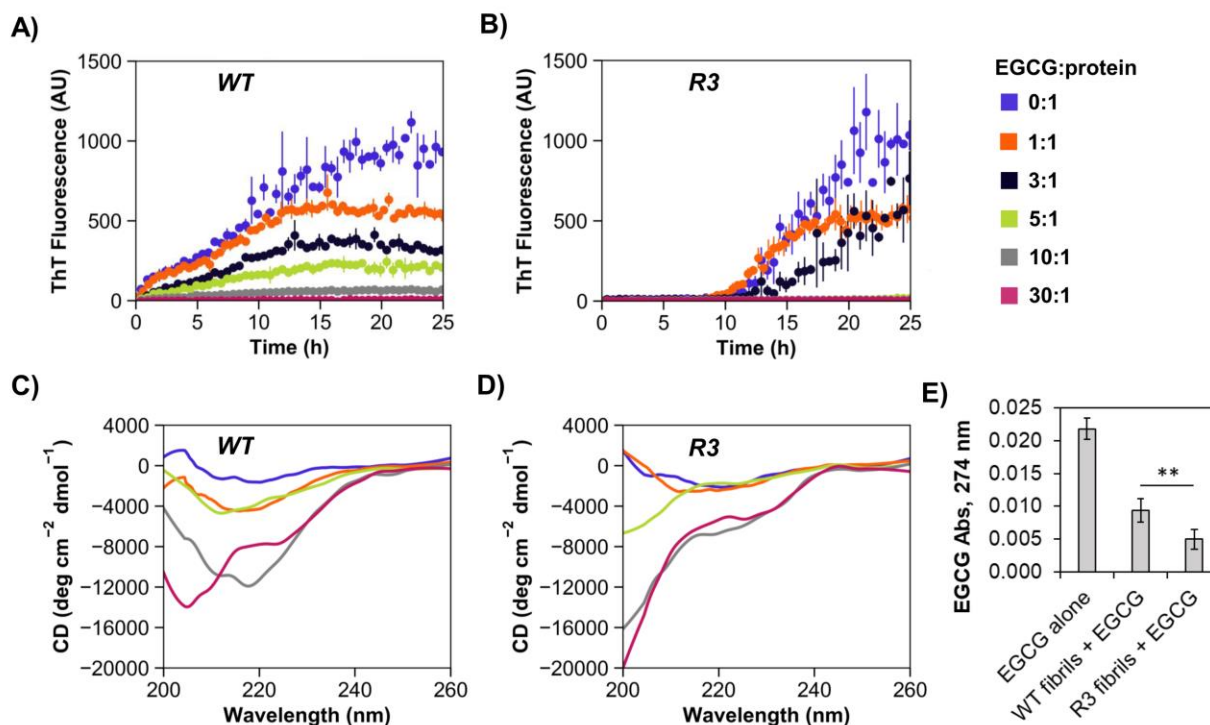 A)
WT
ThT Fluorescence (AU)
1500
1000
500
0
0 5 10 15 20 25
Time (h)
B)
R3
ThT Fluorescence (AU)
1500
1000
500
0
0 5 10 15 20 25
Time (h)
EGCG:protein
0:1
1:1
3:1
5:1
10:1
30:1
C)
WT
CD (deg cm⁻² dmol⁻¹)
4000
0
−4000
−8000
−12000
−16000
−20000
200 220 240 260
Wavelength (nm)
D)
R3
CD (deg cm⁻² dmol⁻¹)
4000
0
−4000
−8000
−12000
−16000
−20000
200 220 240 260
Wavelength (nm)
E)
EGCG Abs, 274 nm
0.025
0.020
0.015
0.010
0.005
0.000
**
EGCG alone
WT fibrils + EGCG
R3 fibrils + EGCG